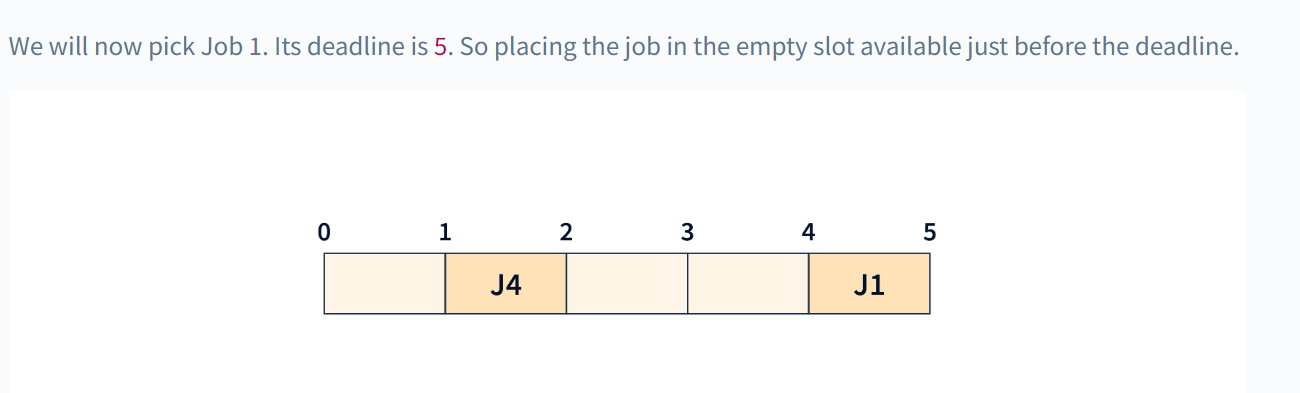 We will now pick Job 1. Its deadline is 5. So placing the job in the empty slot available just before the deadline.
0 1 2 3 4 5
J4 J1